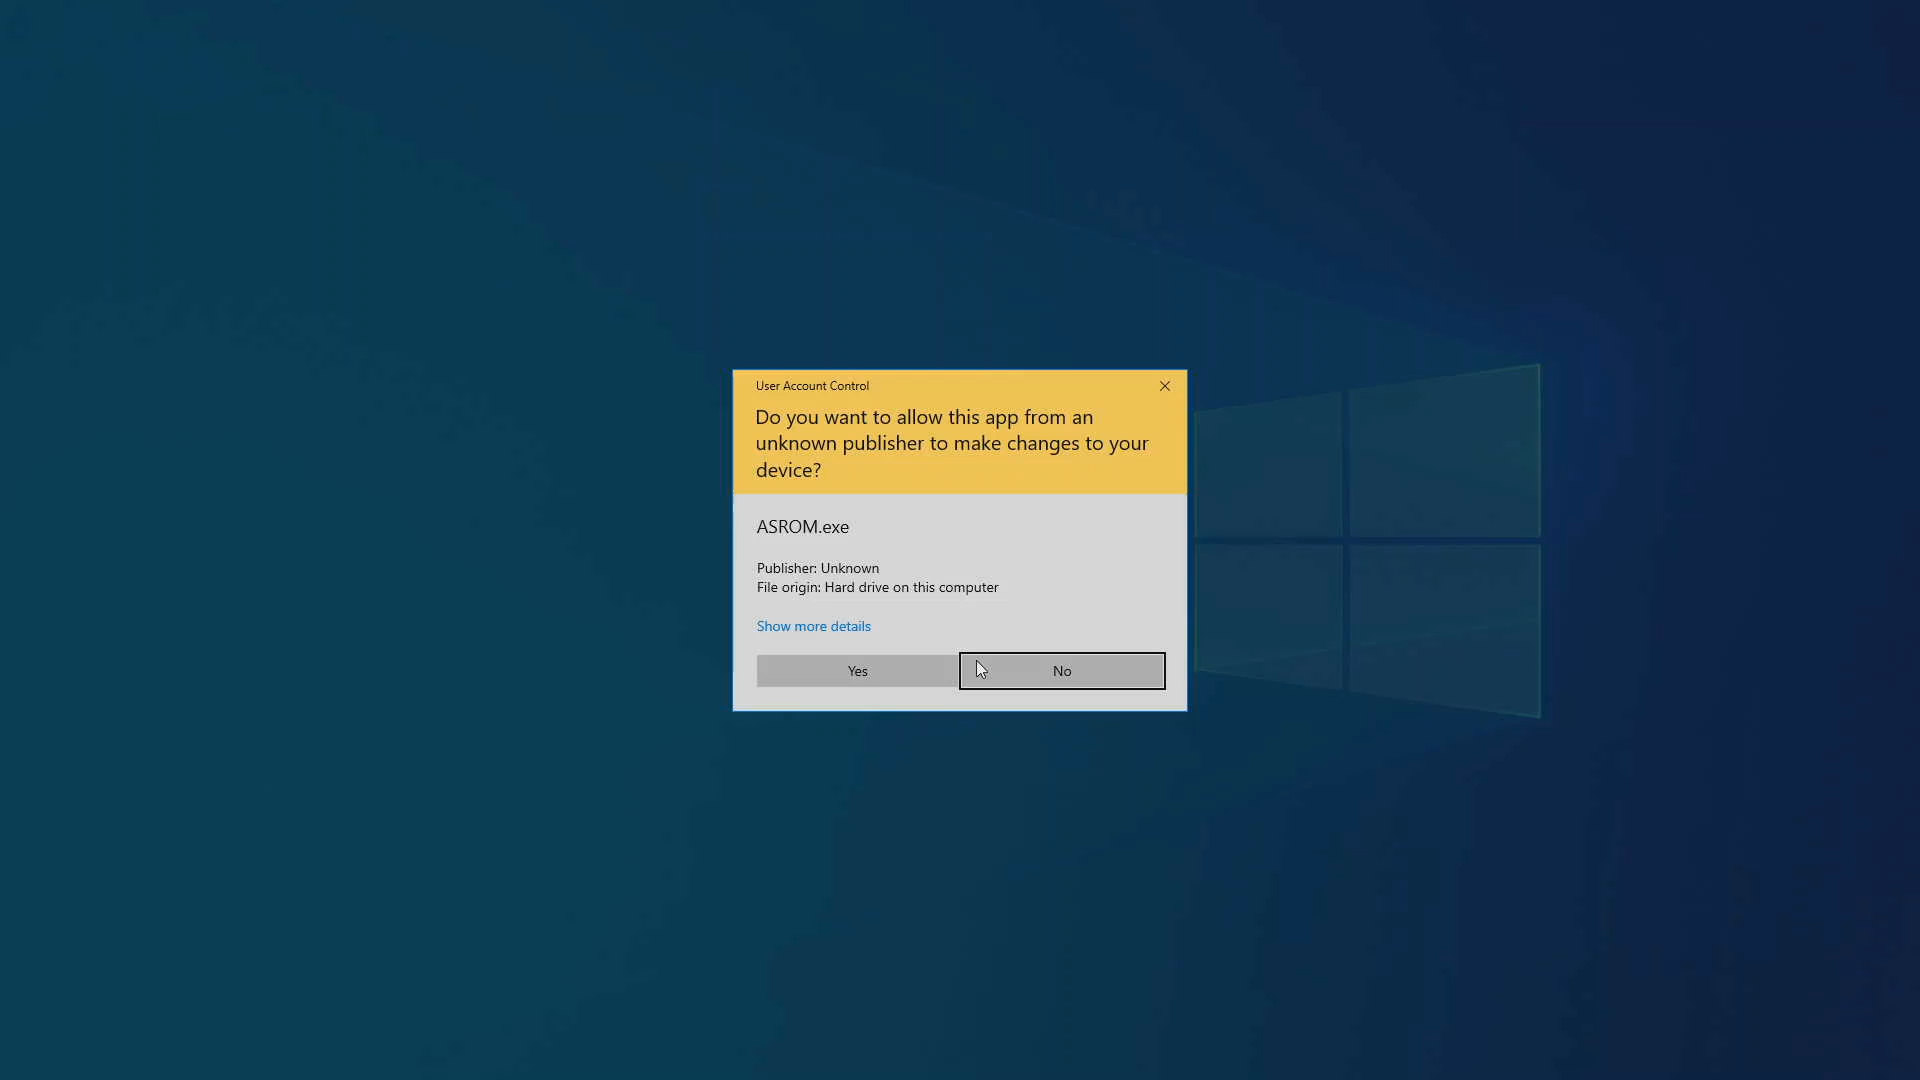 User Account Control
Do you want to allow this app from an
unknown publisher to make changes to your
device?
ASROM.exe
Publisher: Unknown
File origin: Hard drive on this computer
Show more details
Yes
No